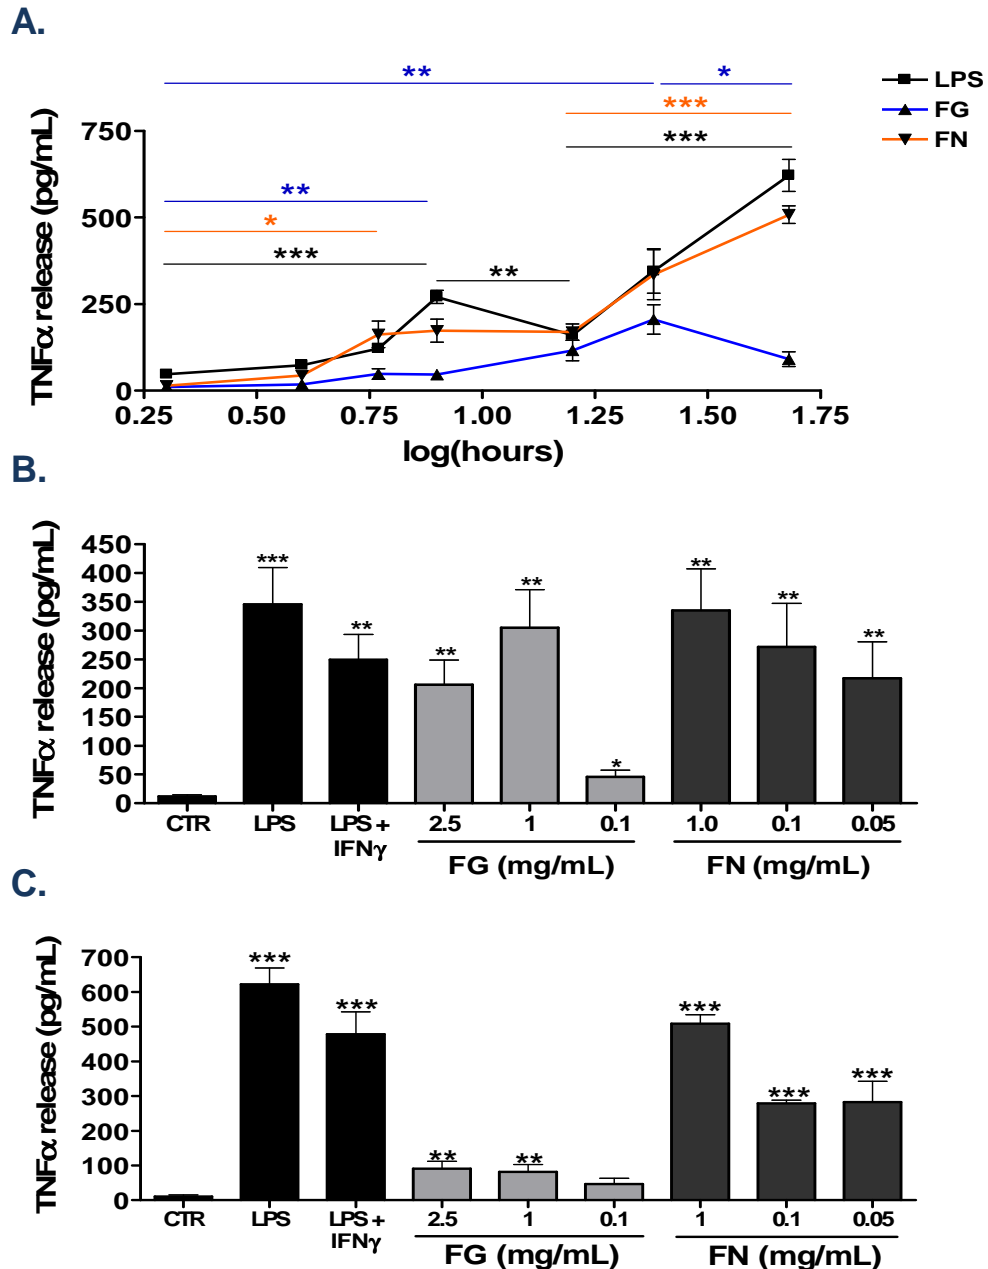 A.
** *
LPS
FG
FN
***
***
**
*
***
**
TNFα release (pg/mL)
750
500
250
0
0.25 0.50 0.75 1.00 1.25 1.50 1.75
log(hours)
B.
TNFα release (pg/mL)
450
400
350
300
250
200
150
100
50
0
*** ** ** ** * ** ** **
CTR LPS LPS + IFNγ 2.5 1 0.1 1.0 0.1 0.05
FG (mg/mL) FN (mg/mL)
C.
TNFα release (pg/mL)
700
600
500
400
300
200
100
0
*** *** ** ** *** *** ***
CTR LPS LPS + IFNγ 2.5 1 0.1 1 0.1 0.05
FG (mg/mL) FN (mg/mL)